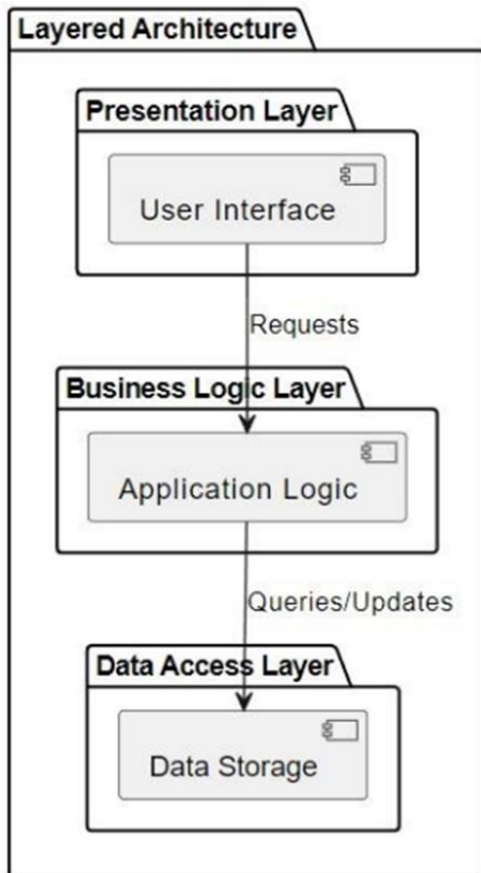 Layered Architecture
Presentation Layer
User Interface
Requests
Business Logic Layer
Application Logic
Queries/Updates
Data Access Layer
Data Storage